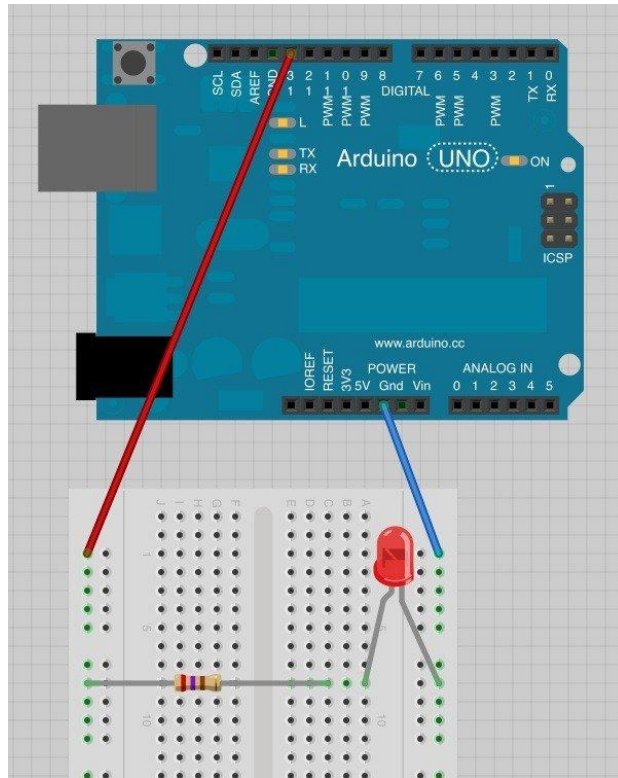 SCL
SDA
AREF
GND
13
12
PWM 11
PWM 10
PWM 9
8
DIGITAL
7
PWM 6
PWM 5
4
PWM 3
2
TX 1
RX 0
L
TX
RX
Arduino UNO
ON
1
ICSP
www.arduino.cc
POWER
IOREF
RESET
3V3
5V Gnd Vin
ANALOG IN
0 1 2 3 4 5
J I H G F E D C B A
1 
5 5
10 10